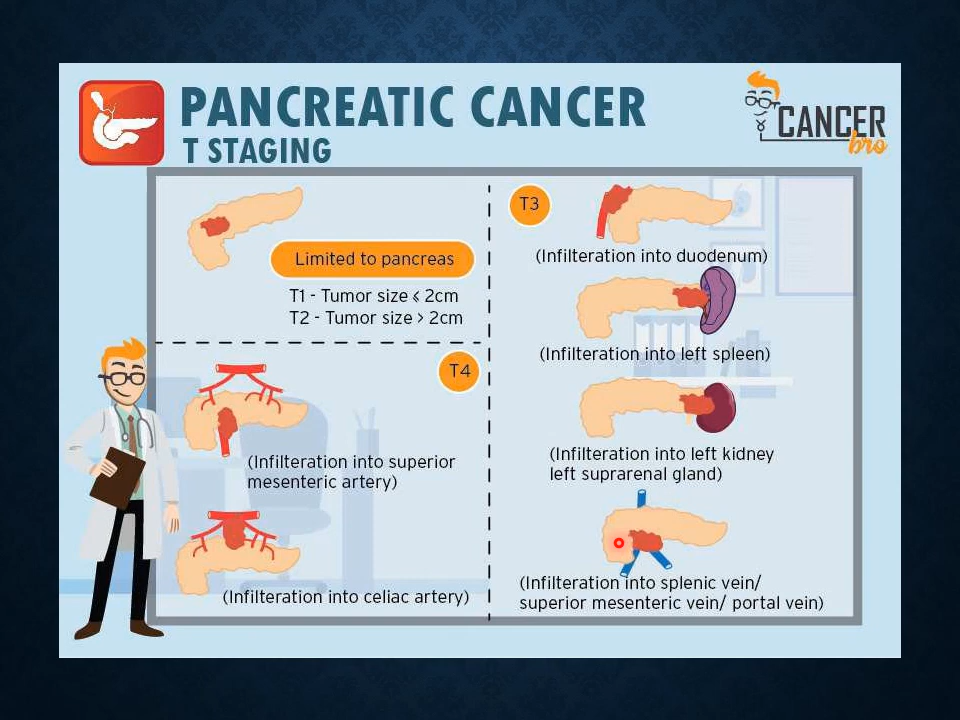 PANCREATIC CANCER
T STAGING
CANCER
bro
Limited to pancreas
T1 - Tumor size ⩽ 2cm
T2 - Tumor size > 2cm
T4
(Infilteration into superior
mesenteric artery)
(Infilteration into celiac artery)
T3
(Infilteration into duodenum)
(Infilteration into left spleen)
(Infilteration into left kidney
left suprarenal gland)
(Infilteration into splenic vein/
superior mesenteric vein/ portal vein)